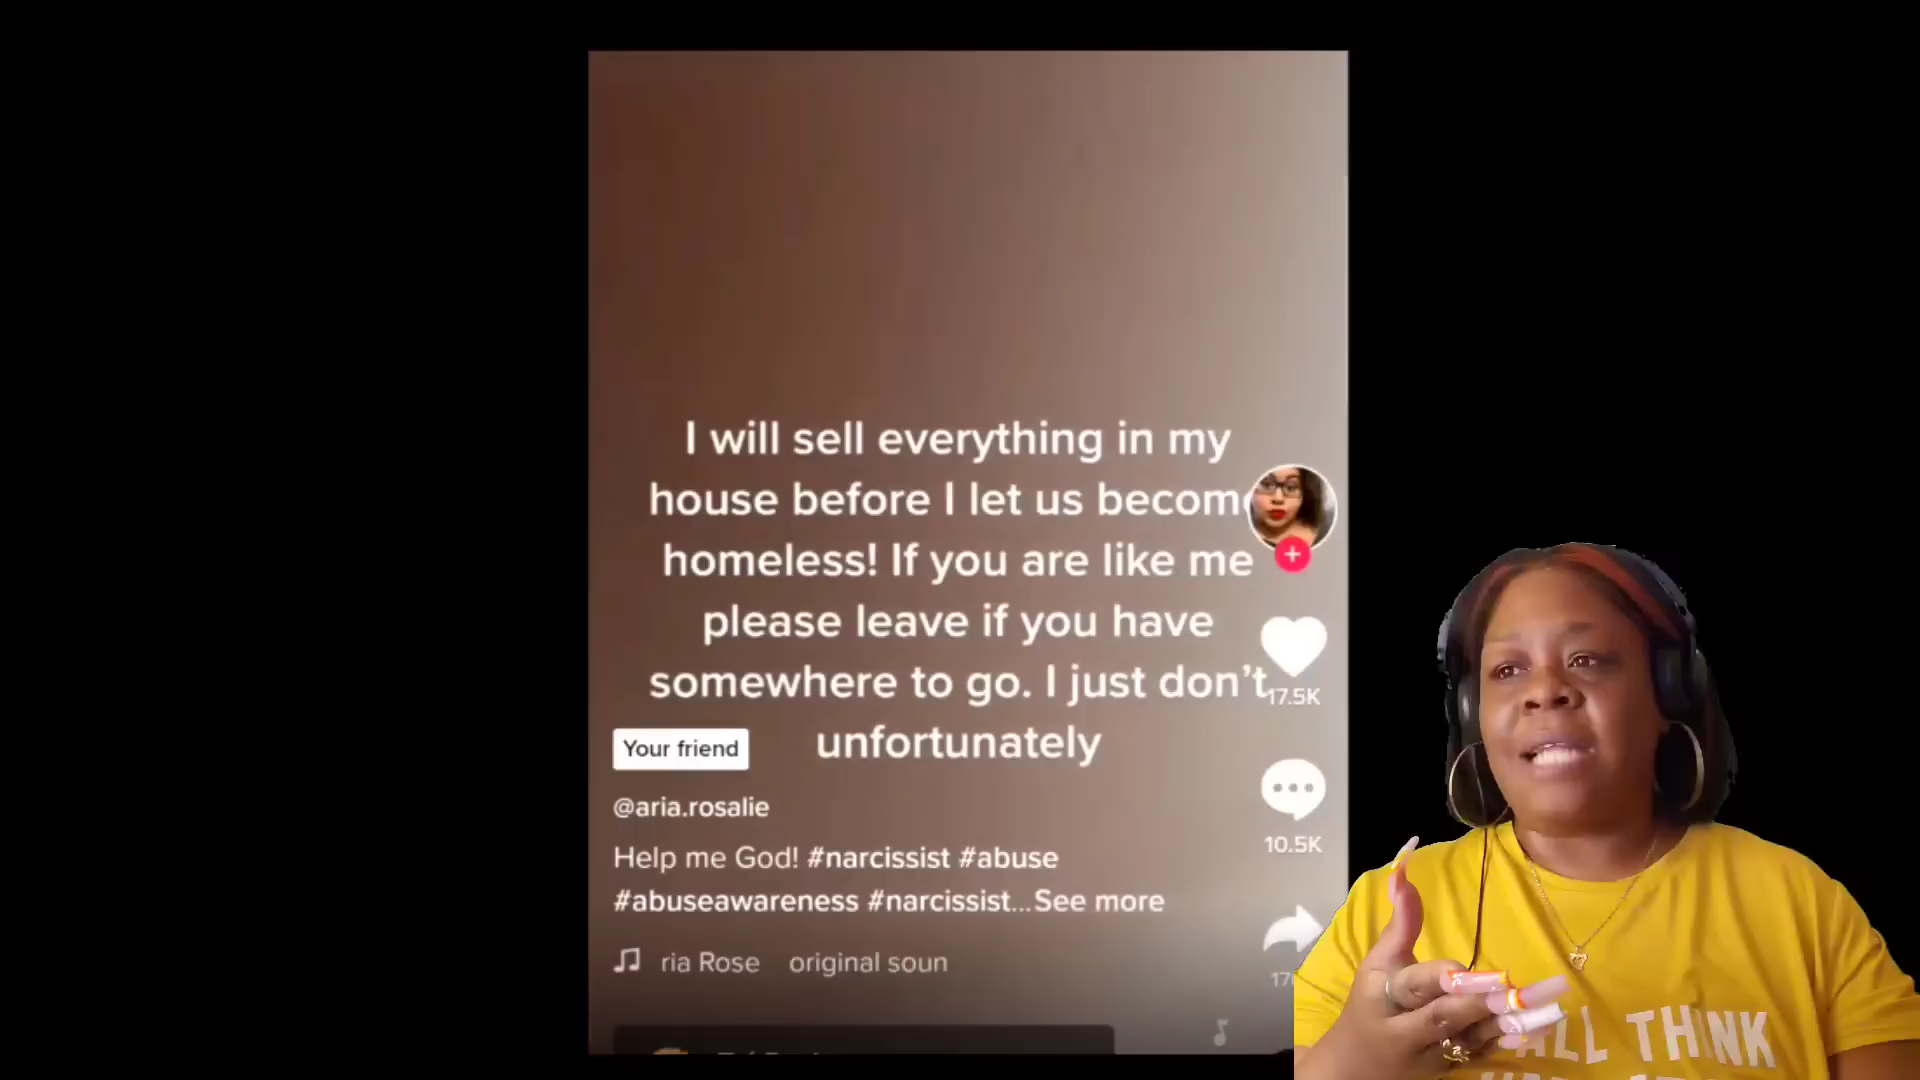 I will sell everything in my
house before I let us becom
homeless! If you are like me
please leave if you have
somewhere to go. I just don't
unfortunately
17.5K
Your friend
@aria.rosalie
10.5K
Help me God! #narcissist #abuse
#abuseawareness #narcissist...See more
ria Rose original soun
ALL THINK